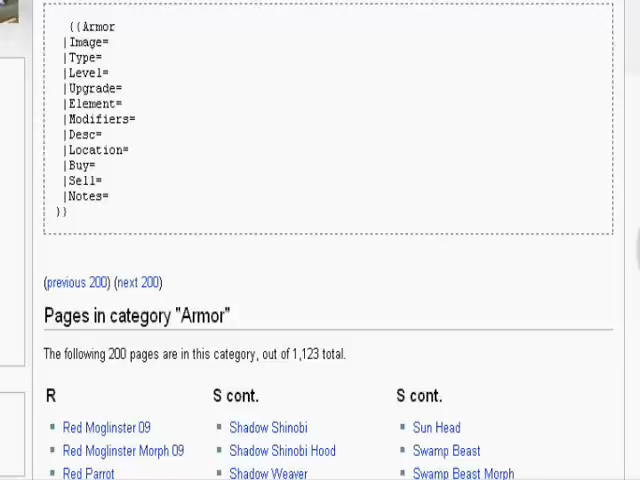 {{Armor
|Image=
|Type=
|Level=
|Upgrade=
|Element=
|Modifiers=
|Desc=
|Location=
|Buy=
|Sell=
|Notes=
}}
(previous 200) (next 200)
Pages in category "Armor"
The following 200 pages are in this category, out of 1,123 total.
R
Red Moglinster 09
Red Moglinster Morph 09
Red Parrot
S cont.
Shadow Shinobi
Shadow Shinobi Hood
Shadow Weaver
S cont.
Sun Head
Swamp Beast
Swamp Beast Morph